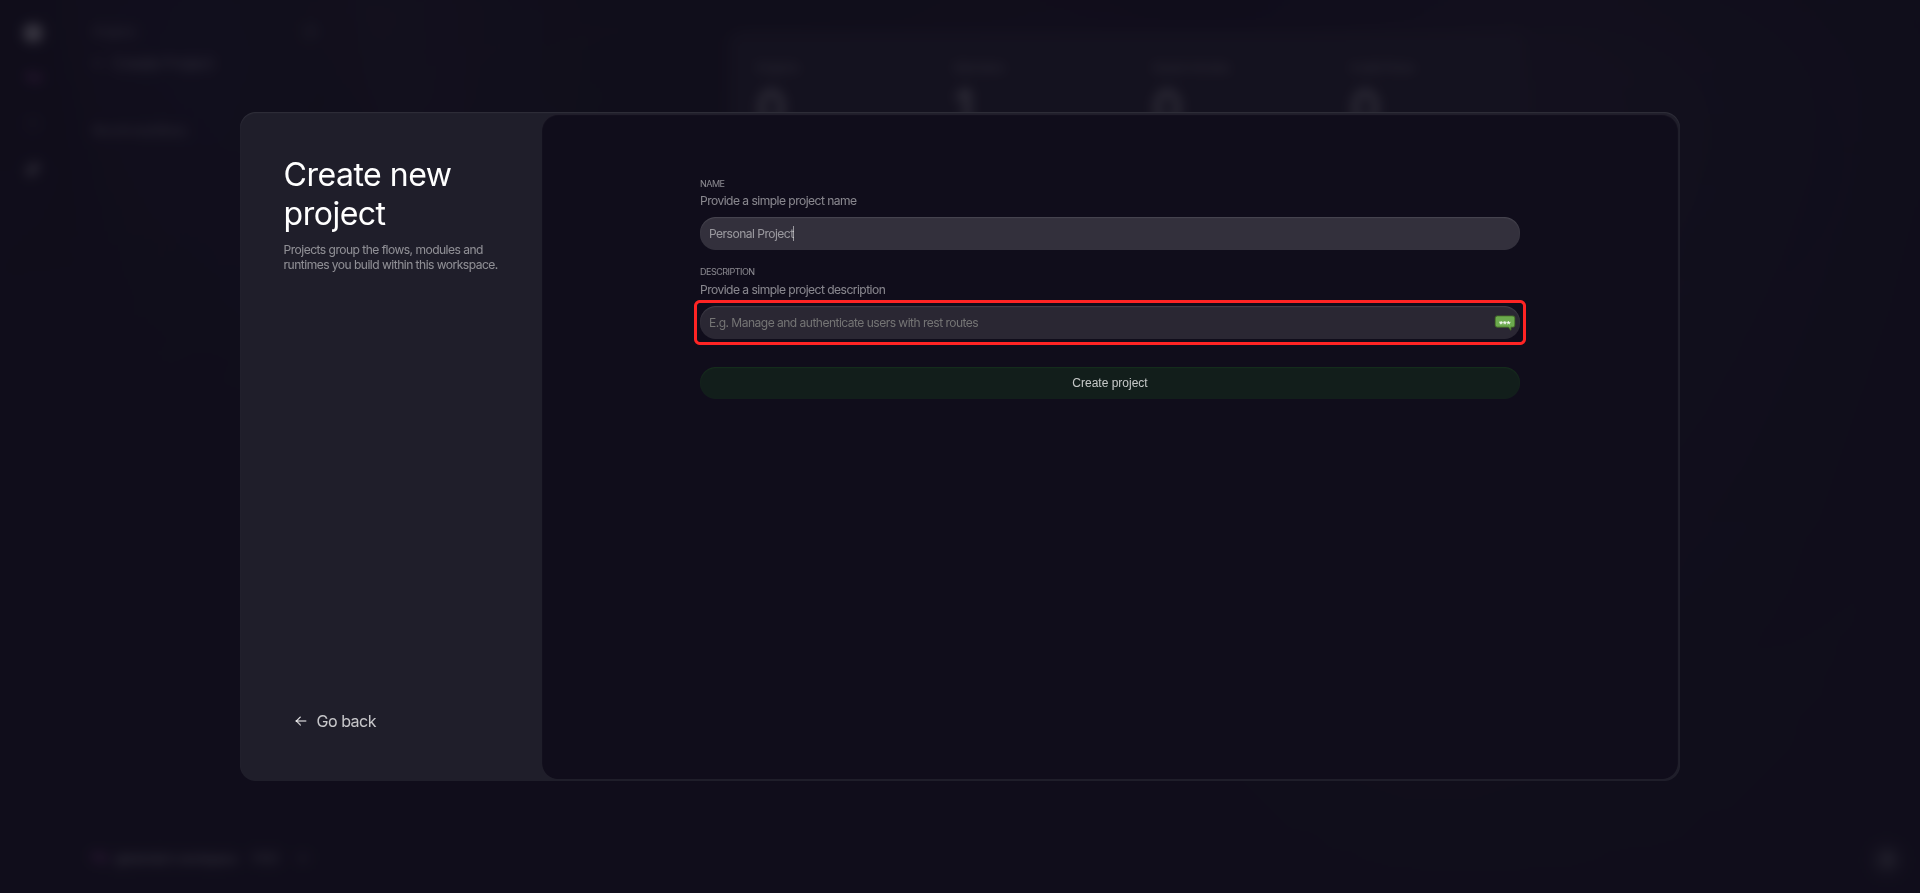 Create new
project
Projects group the flows, modules and
runtimes you build within this workspace.
Go back
NAME
Provide a simple project name
Personal Project
DESCRIPTION
Provide a simple project description
E.g. Manage and authenticate users with rest routes
Create project